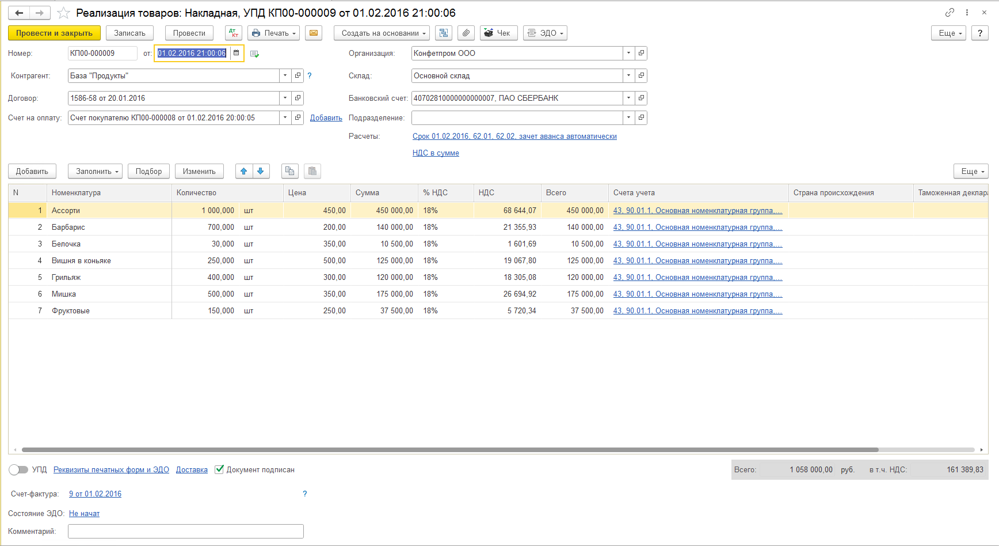 Реализация товаров: Накладная, УПД КП00-000009 от 01.02.2016 21:00:06
Провести и закрыть Записать Провести Дт Кт Печать Создать на основании Чек ЭДО Еще ?
Номер: КП00-000009 от: 01.02.2016 21:00:06 Организация: Конфетпром ООО
Контрагент: База "Продукты" ? Склад: Основной склад
Договор: 1586-58 от 20.01.2016 Банковский счет: 40702810000000000007, ПАО СБЕРБАНК
Счет на оплату: Счет покупателю КП00-000008 от 01.02.2016 20:00:05 Добавить Подразделение:
Расчеты: Срок 01.02.2016, 62.01, 62.02, зачет аванса автоматически
НДС в сумме
Добавить Заполнить Подбор Изменить Еще
N Номенклатура Количество Цена Сумма % НДС НДС Всего Счета учета Страна происхождения Таможенная деклара
1 Ассорти 1 000,000 шт 450,00 450 000,00 18% 68 644,07 450 000,00 43, 90.01.1, Основная номенклатурная группа,...
2 Барбарис 700,000 шт 200,00 140 000,00 18% 21 355,93 140 000,00 43, 90.01.1, Основная номенклатурная группа,...
3 Белочка 30,000 шт 350,00 10 500,00 18% 1 601,69 10 500,00 43, 90.01.1, Основная номенклатурная группа,...
4 Вишня в коньяке 250,000 шт 500,00 125 000,00 18% 19 067,80 125 000,00 43, 90.01.1, Основная номенклатурная группа,...
5 Грильяж 400,000 шт 300,00 120 000,00 18% 18 305,08 120 000,00 43, 90.01.1, Основная номенклатурная группа,...
6 Мишка 500,000 шт 350,00 175 000,00 18% 26 694,92 175 000,00 43, 90.01.1, Основная номенклатурная группа,...
7 Фруктовые 150,000 шт 250,00 37 500,00 18% 5 720,34 37 500,00 43, 90.01.1, Основная номенклатурная группа,...
УПД Реквизиты печатных форм и ЭДО Доставка Документ подписан Всего: 1 058 000,00 руб. в т.ч. НДС: 161 389,83
Счет-фактура: 9 от 01.02.2016 ?
Состояние ЭДО: Не начат
Комментарий: